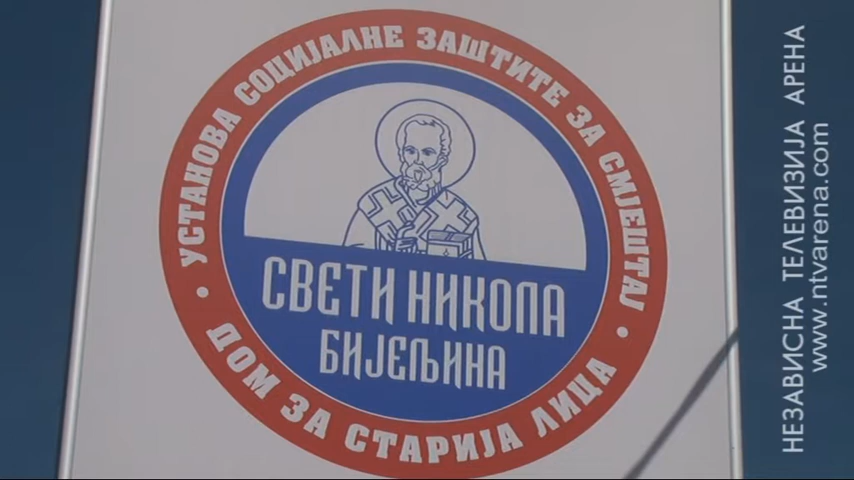 УСТАНОВА СОЦИЈАЛНЕ ЗАШТИТЕ ЗА СМЈЕШТАЈ
СВЕТИ НИКОЛА
БИЈЕЉИНА
• ДОМ ЗА СТАРИЈА ЛИЦА •
НЕЗАВИСНА ТЕЛЕВИЗИЈА АРЕНА
www.ntvarena.com